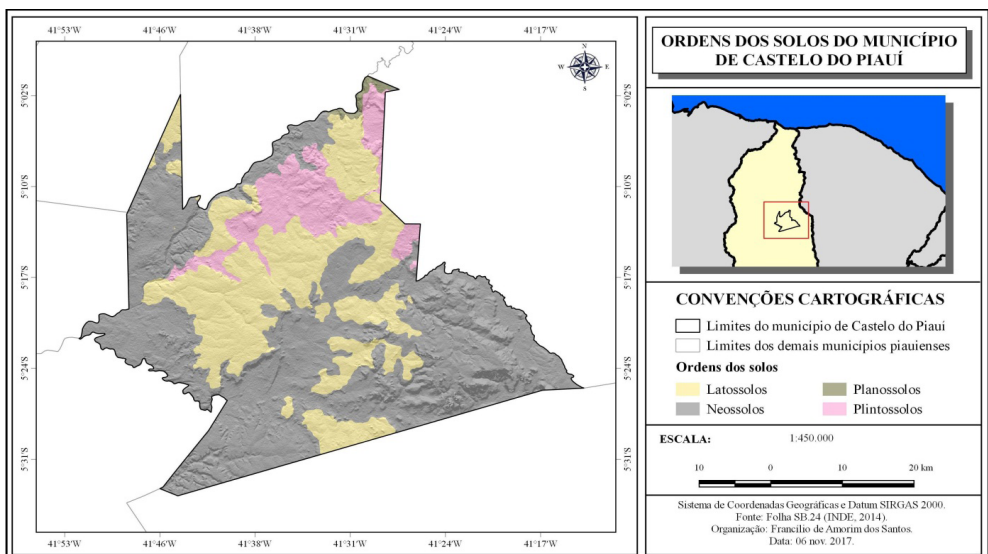 41°53'W 41°46'W 41°38'W 41°31'W 41°24'W 41°17'W
N
W E
S
5°02'S 5°02'S
5°10'S 5°10'S
5°17'S 5°17'S
5°24'S 5°24'S
5°31'S 5°31'S
41°53'W 41°46'W 41°38'W 41°31'W 41°24'W 41°17'W
ORDENS DOS SOLOS DO MUNICÍPIO
DE CASTELO DO PIAUÍ
CONVENÇÕES CARTOGRÁFICAS
Limites do município de Castelo do Piauí
Limites dos demais municípios piauienses
Ordens dos solos
Latossolos Planossolos
Neossolos Plintossolos
ESCALA: 1:450.000
10 0 10 20 km
Sistema de Coordenadas Geográficas e Datum SIRGAS 2000.
Fonte: Folha SB.24 (INDE, 2014).
Organização: Francílio de Amorim dos Santos.
Data: 06 nov. 2017.